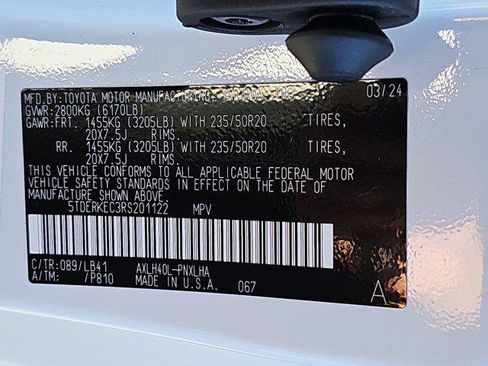 MFD. BY: TOYOTA MOTOR MANUFACTURING, 03/24
GVWR: 2800KG (6170LB)
GAWR: FRT. 1455KG (3205LB) WITH 235/50R20 TIRES,
20X7.5J RIMS.
RR. 1455KG (3205LB) WITH 235/50R20 TIRES,
20X7.5J RIMS.
THIS VEHICLE CONFORMS TO ALL APPLICABLE FEDERAL MOTOR
VEHICLE SAFETY STANDARDS IN EFFECT ON THE DATE OF
MANUFACTURE SHOWN ABOVE.
5TDERKEC3RS201122 MPV
C/TR: 089/LB41 AXLH40L-PNXLHA
A/TM: /P810 MADE IN U.S.A. 067 A